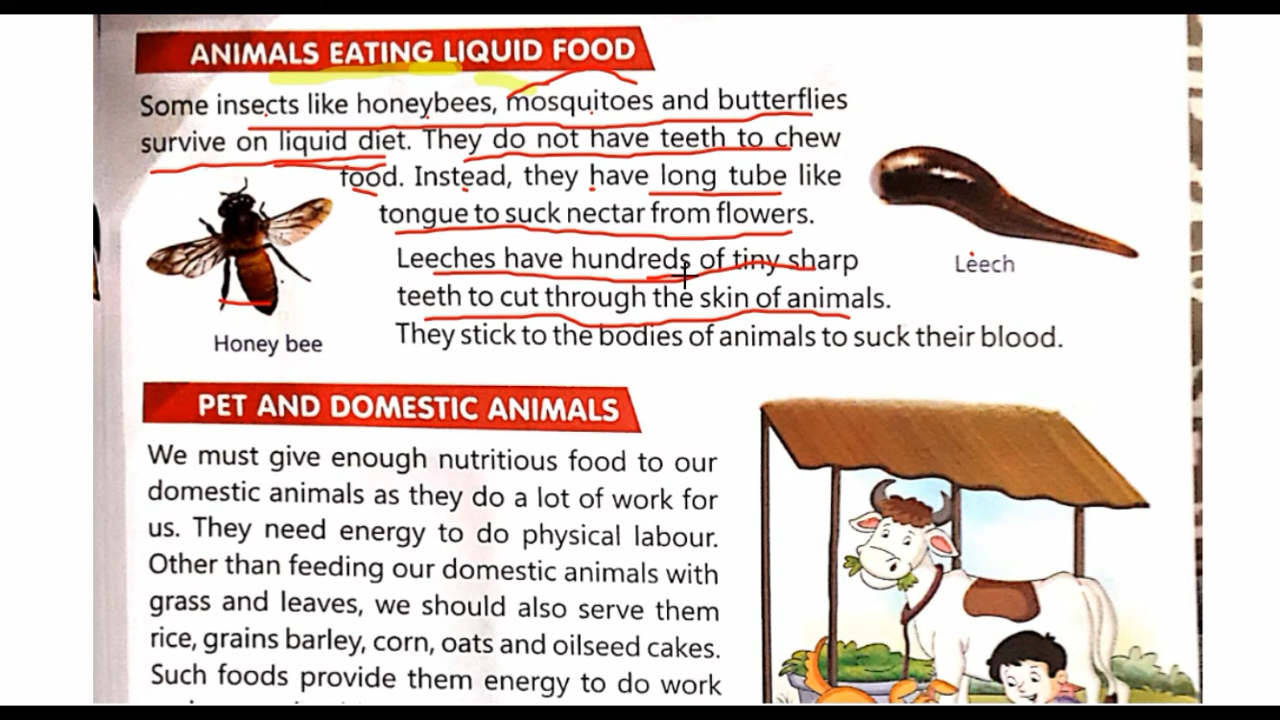 ANIMALS EATING LIQUID FOOD
Some insects like honeybees, mosquitoes and butterflies
survive on liquid diet. They do not have teeth to chew
food. Instead, they have long tube like
tongue to suck nectar from flowers.
Leeches have hundreds of tiny sharp
teeth to cut through the skin of animals.
They stick to the bodies of animals to suck their blood.
Leech
Honey bee
PET AND DOMESTIC ANIMALS
We must give enough nutritious food to our
domestic animals as they do a lot of work for
us. They need energy to do physical labour.
Other than feeding our domestic animals with
grass and leaves, we should also serve them
rice, grains barley, corn, oats and oilseed cakes.
Such foods provide them energy to do work